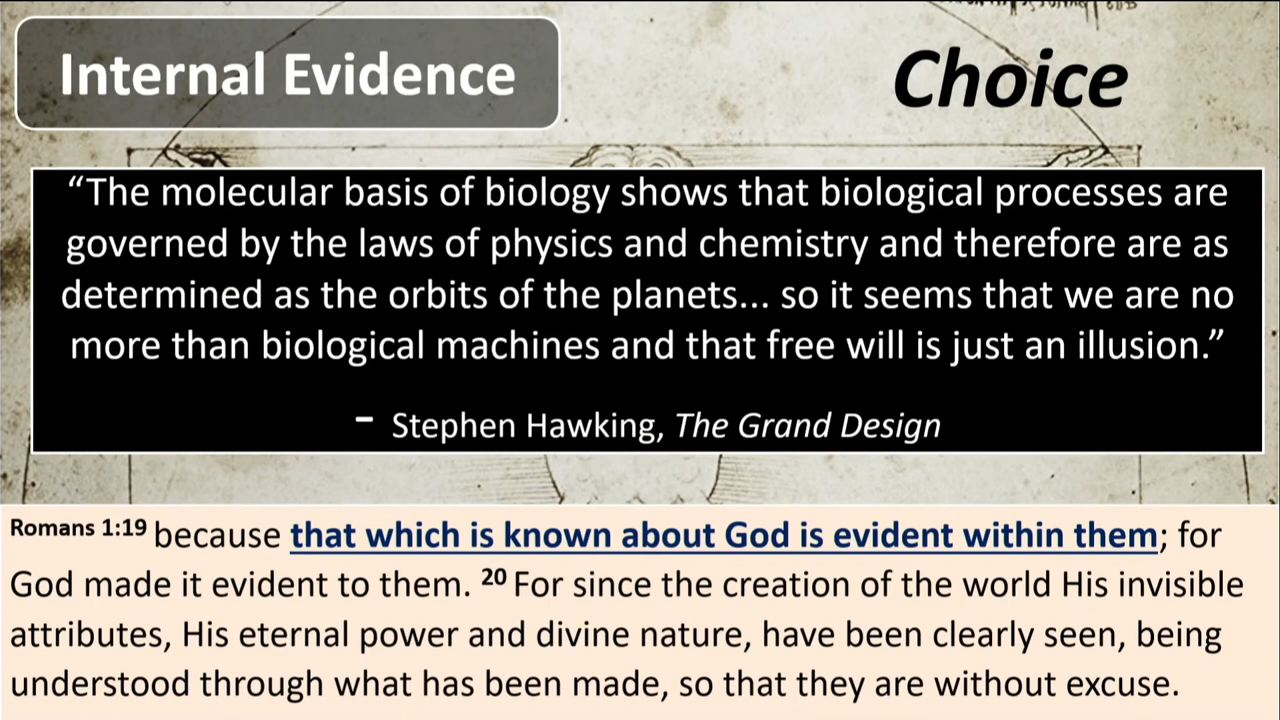 Internal Evidence
Choice
“The molecular basis of biology shows that biological processes are
governed by the laws of physics and chemistry and therefore are as
determined as the orbits of the planets... so it seems that we are no
more than biological machines and that free will is just an illusion.”
– Stephen Hawking, The Grand Design
Romans 1:19 because that which is known about God is evident within them; for
God made it evident to them. 20 For since the creation of the world His invisible
attributes, His eternal power and divine nature, have been clearly seen, being
understood through what has been made, so that they are without excuse.